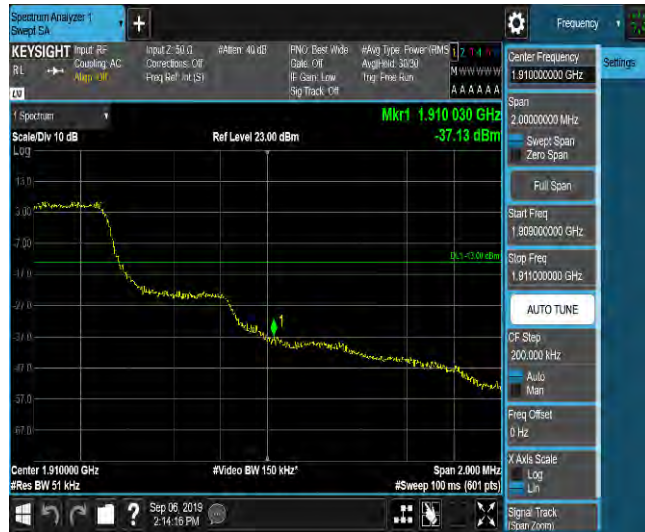 Spectrum Analyzer 1
Swept SA
Frequency
KEYSIGHT
RL
Input: RF
Coupling: AC
Align: Off
Input Z: 50 Ω
Corrections: Off
Freq Ref: Int (S)
#Atten: 40 dB
PNO: Best Wide
Gate: Off
IF Gain: Low
Sig Track: Off
#Avg Type: Power (RMS
Avg|Hold: 30/30
Trig: Free Run
M W W W W W
A A A A A A
LNI
Settings
Center Frequency
1.910000000 GHz
Span
2.00000000 MHz
Swept Span
Zero Span
Full Span
Start Freq
1.909000000 GHz
Stop Freq
1.911000000 GHz
AUTO TUNE
CF Step
200.000 kHz
Auto
Man
Freq Offset
0 Hz
X Axis Scale
Log
Lin
Signal Track
(Span Zoom)
1 Spectrum
Scale/Div 10 dB
Ref Level 23.00 dBm
Mkr1 1.910 030 GHz
-37.13 dBm
Log
13.0
3.00
-7.00
DL1 -13.00 dBm
-17.0
-27.0
1
-37.0
-47.0
-57.0
-67.0
Center 1.910000 GHz
#Video BW 150 kHz*
Span 2.000 MHz
#Res BW 51 kHz
#Sweep 100 ms (601 pts)
?
Sep 06, 2019
2:14:16 PM